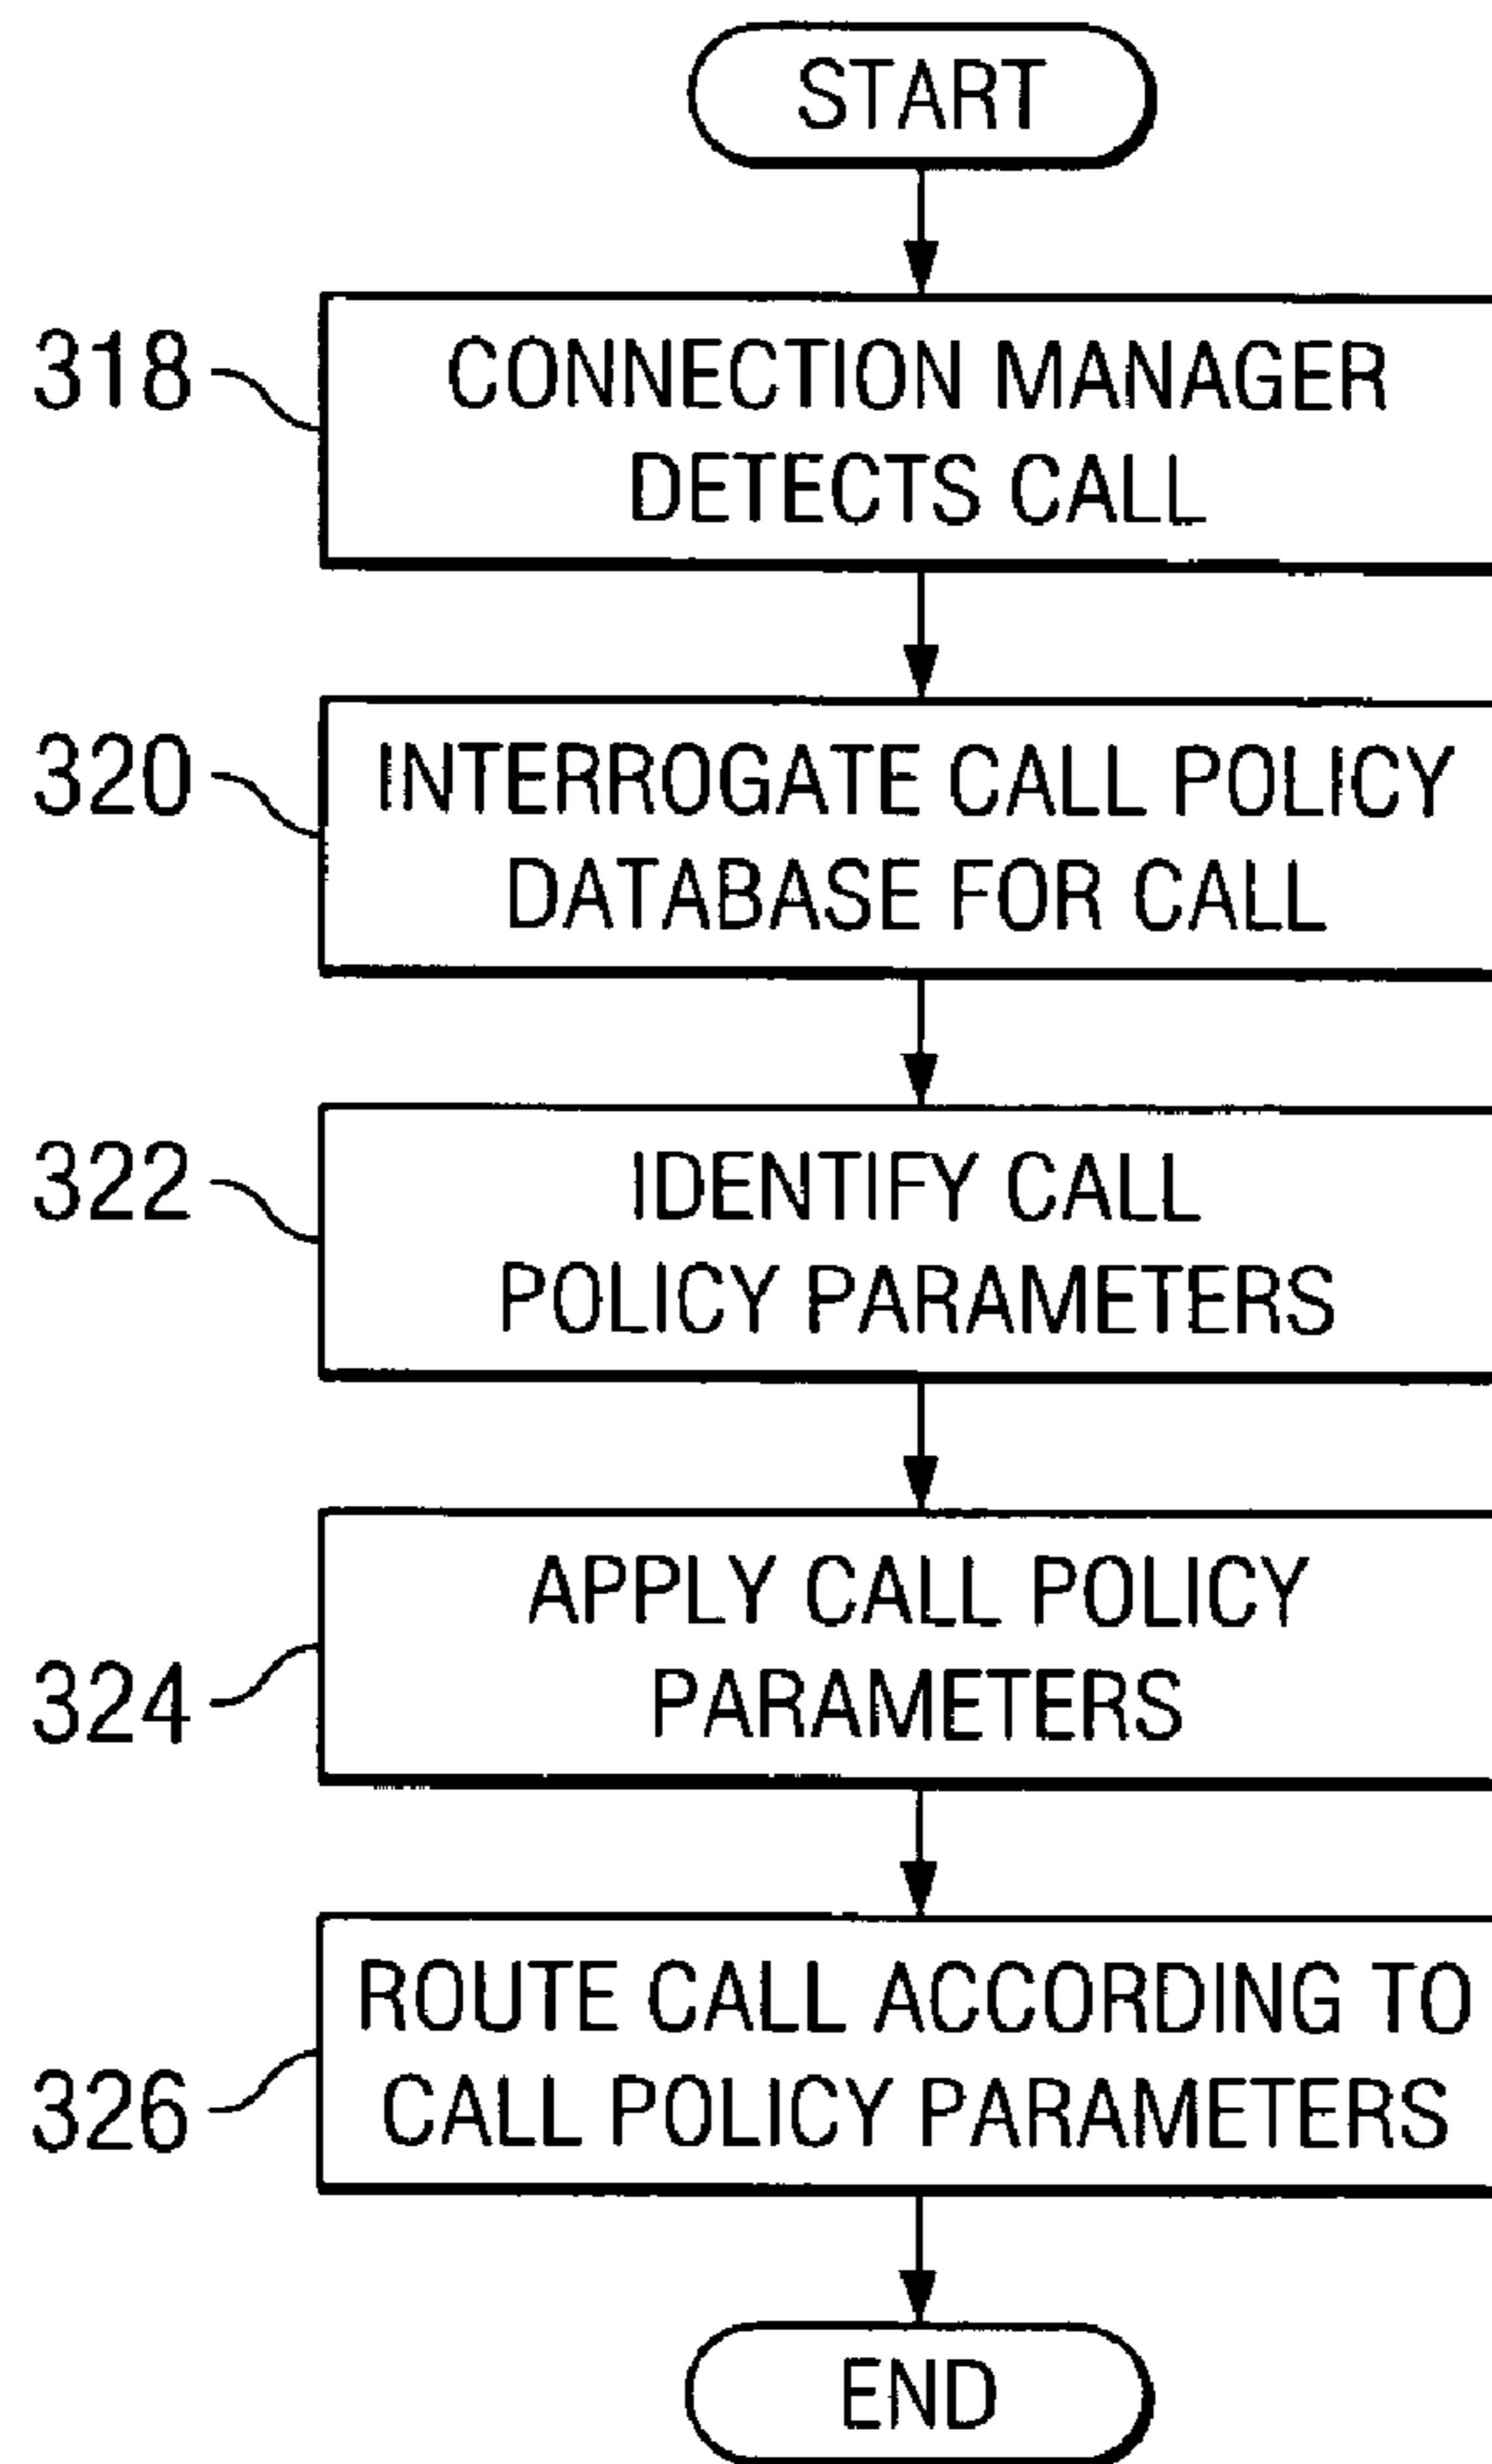 START
318
CONNECTION MANAGER
DETECTS CALL
320
INTERROGATE CALL POLICY
DATABASE FOR CALL
322
IDENTIFY CALL
POLICY PARAMETERS
324
APPLY CALL POLICY
PARAMETERS
326
ROUTE CALL ACCORDING TO
CALL POLICY PARAMETERS
END